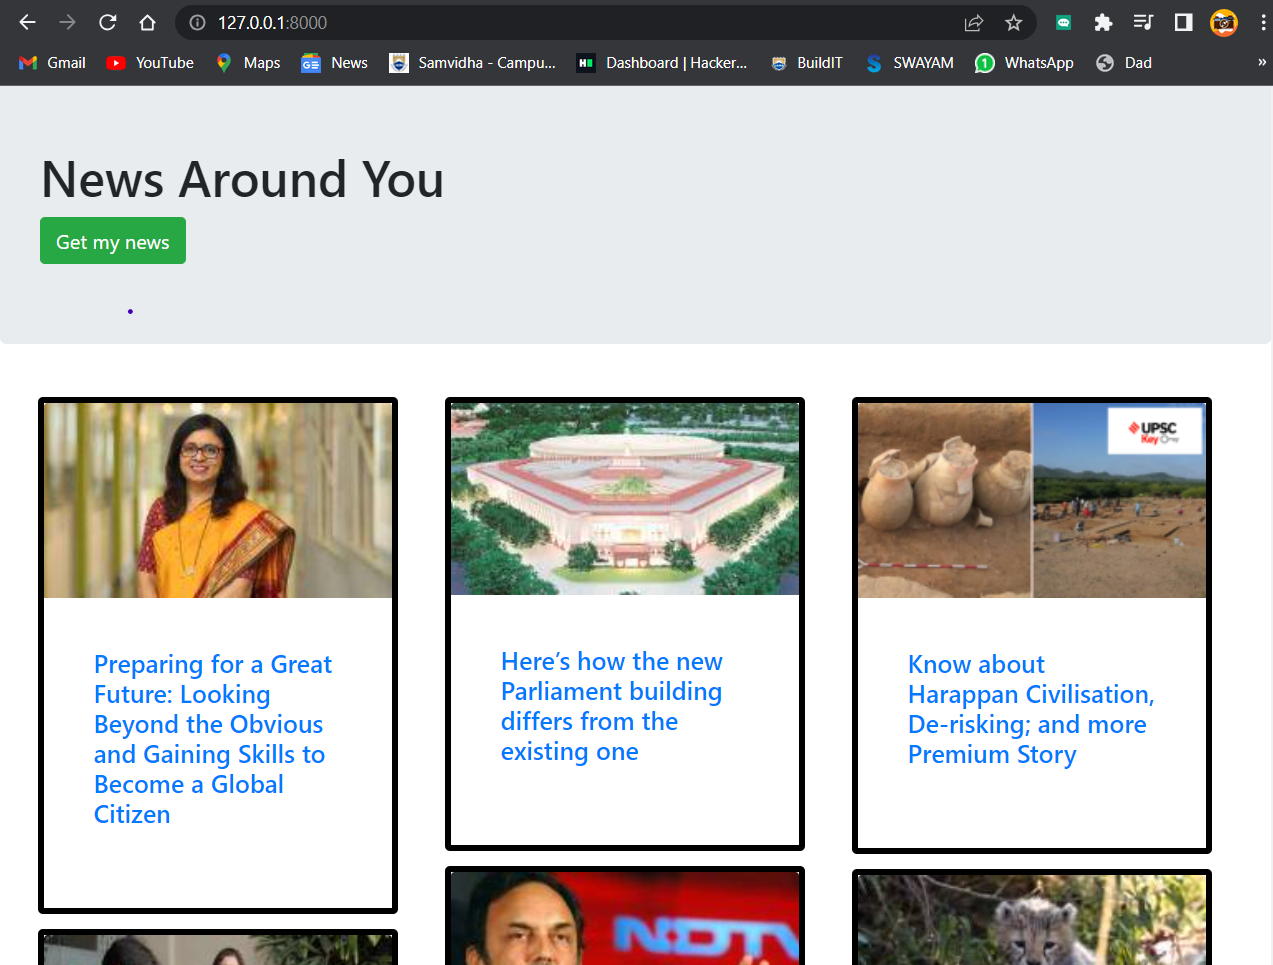 127.0.0.1:8000
Gmail
YouTube
Maps
News
Samvidha - Campu...
Dashboard | Hacker...
BuildIT
SWAYAM
WhatsApp
Dad
»
News Around You
Get my news
UPSC
Key
Preparing for a Great
Future: Looking
Beyond the Obvious
and Gaining Skills to
Become a Global
Citizen
Here’s how the new
Parliament building
differs from the
existing one
Know about
Harappan Civilisation,
De-risking; and more
Premium Story
NDTV